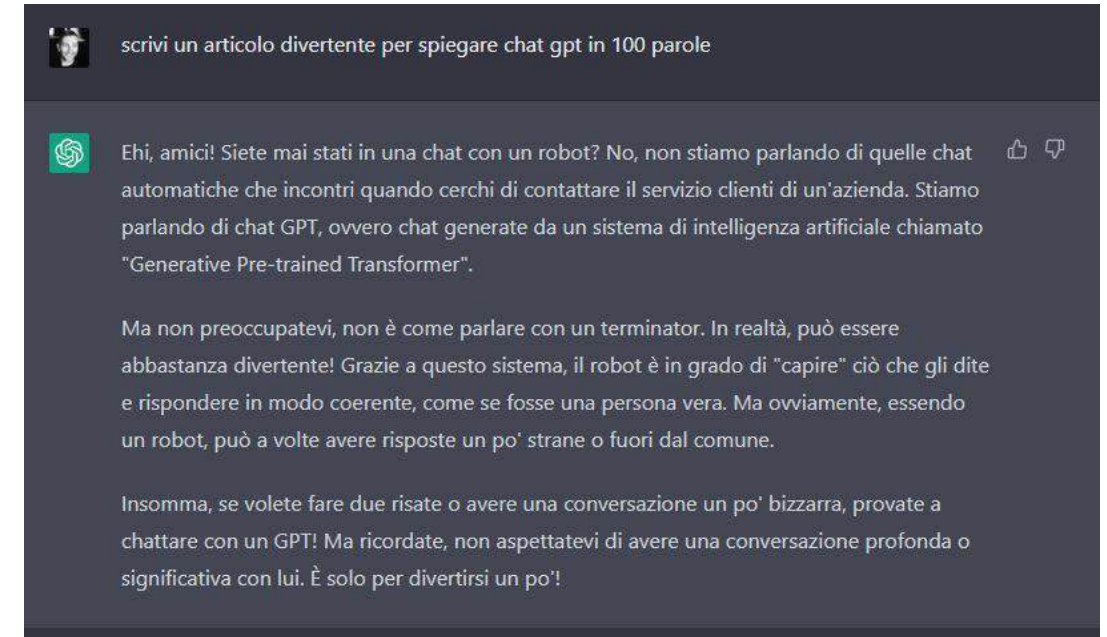 scrivi un articolo divertente per spiegare chat gpt in 100 parole
Ehi, amici! Siete mai stati in una chat con un robot? No, non stiamo parlando di quelle chat
automatiche che incontri quando cerchi di contattare il servizio clienti di un'azienda. Stiamo
parlando di chat GPT, ovvero chat generate da un sistema di intelligenza artificiale chiamato
"Generative Pre-trained Transformer".
Ma non preoccupatevi, non è come parlare con un terminator. In realtà, può essere
abbastanza divertente! Grazie a questo sistema, il robot è in grado di "capire" ciò che gli dite
e rispondere in modo coerente, come se fosse una persona vera. Ma ovviamente, essendo
un robot, può a volte avere risposte un po' strane o fuori dal comune.
Insomma, se volete fare due risate o avere una conversazione un po' bizzarra, provate a
chattare con un GPT! Ma ricordate, non aspettatevi di avere una conversazione profonda o
significativa con lui. È solo per divertirsi un po'!